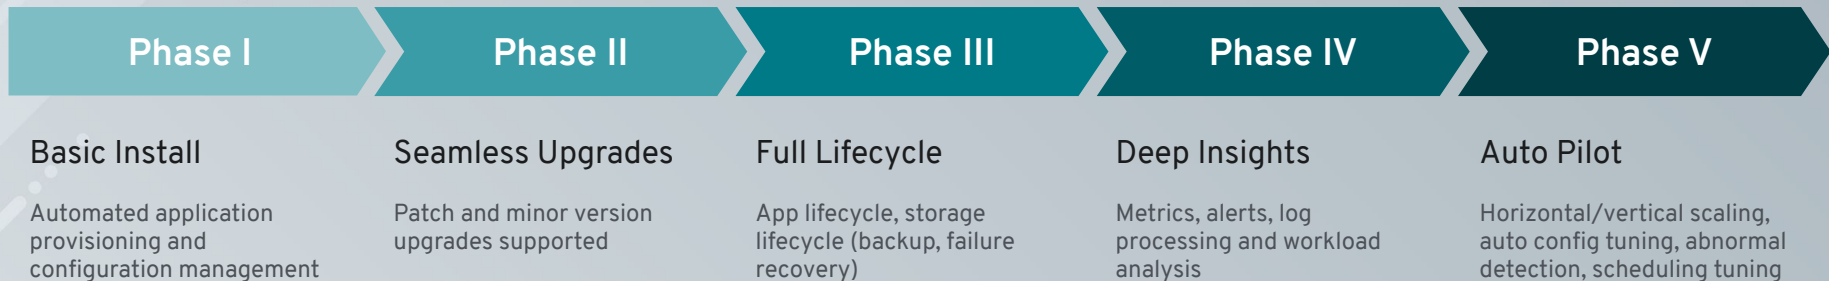 Phase I
Phase II
Phase III
Phase IV
Phase V
Basic Install
Automated application
provisioning and
configuration management
Seamless Upgrades
Patch and minor version
upgrades supported
Full Lifecycle
App lifecycle, storage
lifecycle (backup, failure
recovery)
Deep Insights
Metrics, alerts, log
processing and workload
analysis
Auto Pilot
Horizontal/vertical scaling,
auto config tuning, abnormal
detection, scheduling tuning